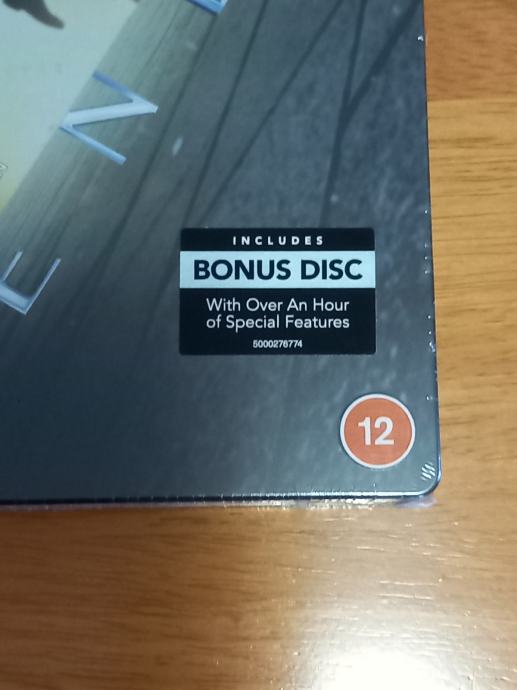 E N
INCLUDES
BONUS DISC
With Over An Hour
of Special Features
5000276774
12